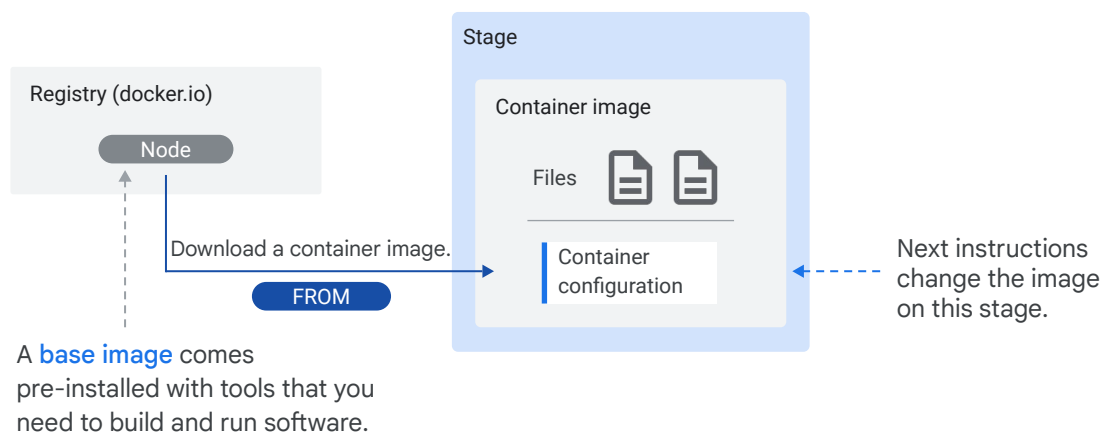 Stage
Registry (docker.io)
Container image
Node
Files
Download a container image.
Container
configuration
Next instructions
change the image
on this stage.
FROM
A base image comes
pre-installed with tools that you
need to build and run software.